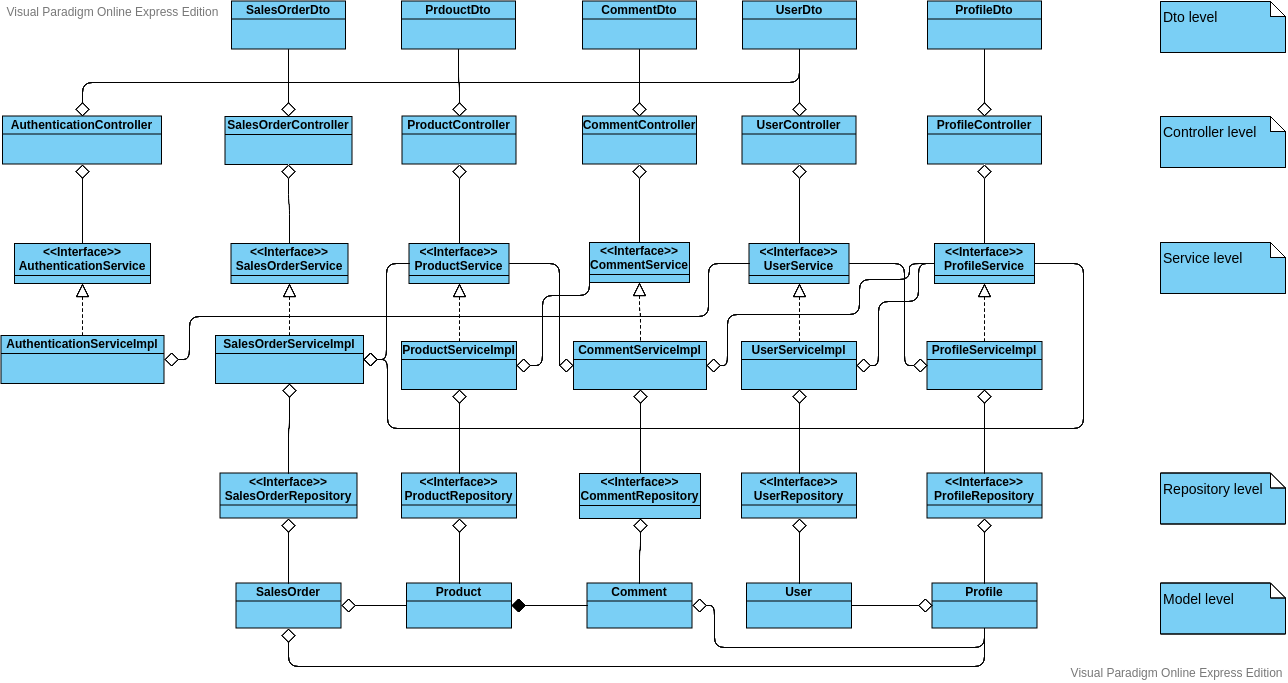 Visual Paradigm Online Express Edition
SalesOrderDto
PrdouctDto
CommentDto
UserDto
ProfileDto
Dto level
AuthenticationController
SalesOrderController
ProductController
CommentController
UserController
ProfileController
Controller level
<<Interface>>
AuthenticationService
<<Interface>>
SalesOrderService
<<Interface>>
ProductService
<<Interface>>
CommentService
<<Interface>>
UserService
<<Interface>>
ProfileService
Service level
AuthenticationServiceImpl
SalesOrderServiceImpl
ProductServiceImpl
CommentServiceImpl
UserServiceImpl
ProfileServiceImpl
<<Interface>>
SalesOrderRepository
<<Interface>>
ProductRepository
<<Interface>>
CommentRepository
<<Interface>>
UserRepository
<<Interface>>
ProfileRepository
Repository level
SalesOrder
Product
Comment
User
Profile
Model level
Visual Paradigm Online Express Edition